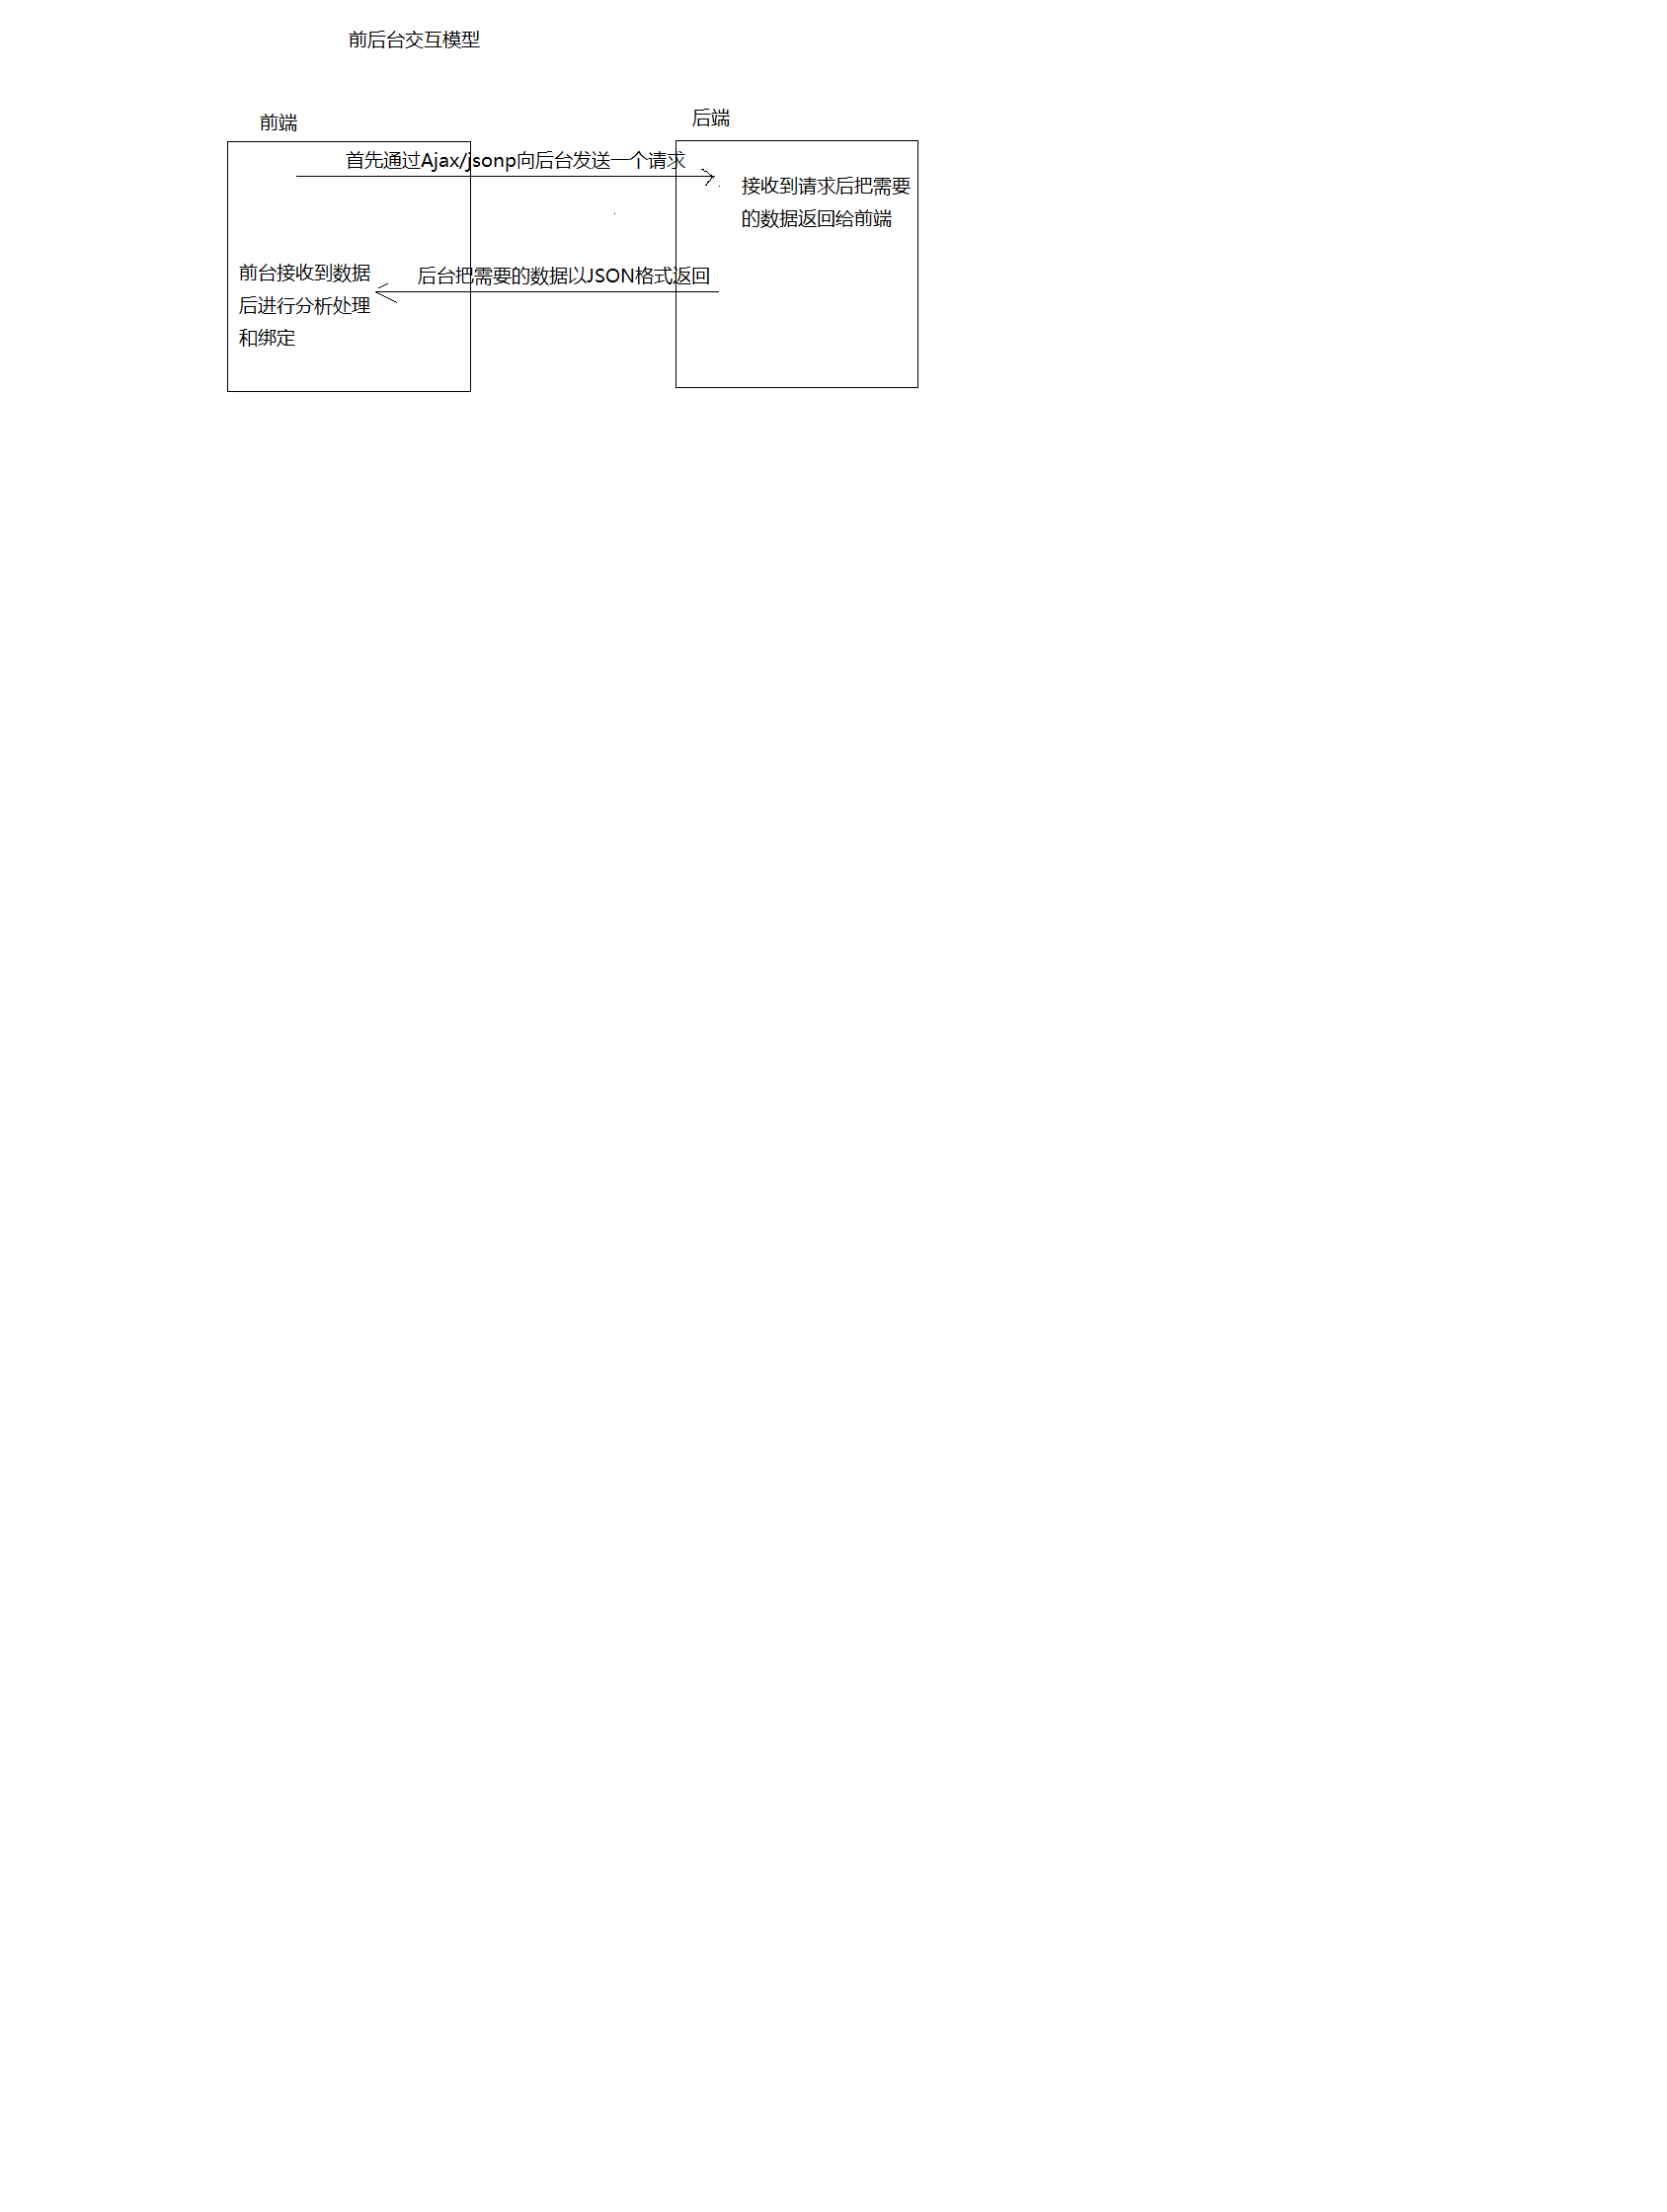 前后台交互模型
前端
后端
首先通过Ajax/jsonp向后台发送一个请求
接收到请求后把需要
的数据返回给前端
后台把需要的数据以JSON格式返回
前台接收到数据
后进行分析处理
和绑定